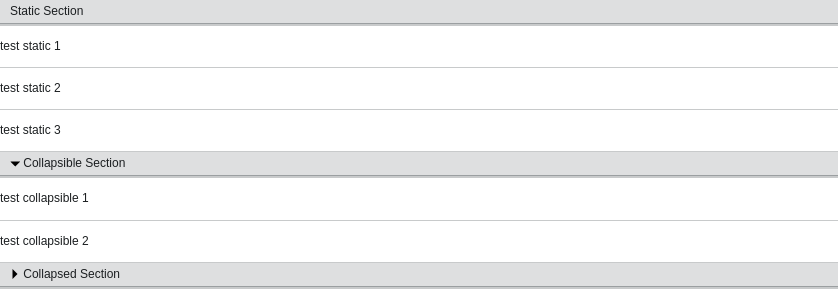 Static Section
test static 1
test static 2
test static 3
Collapsible Section
test collapsible 1
test collapsible 2
Collapsed Section